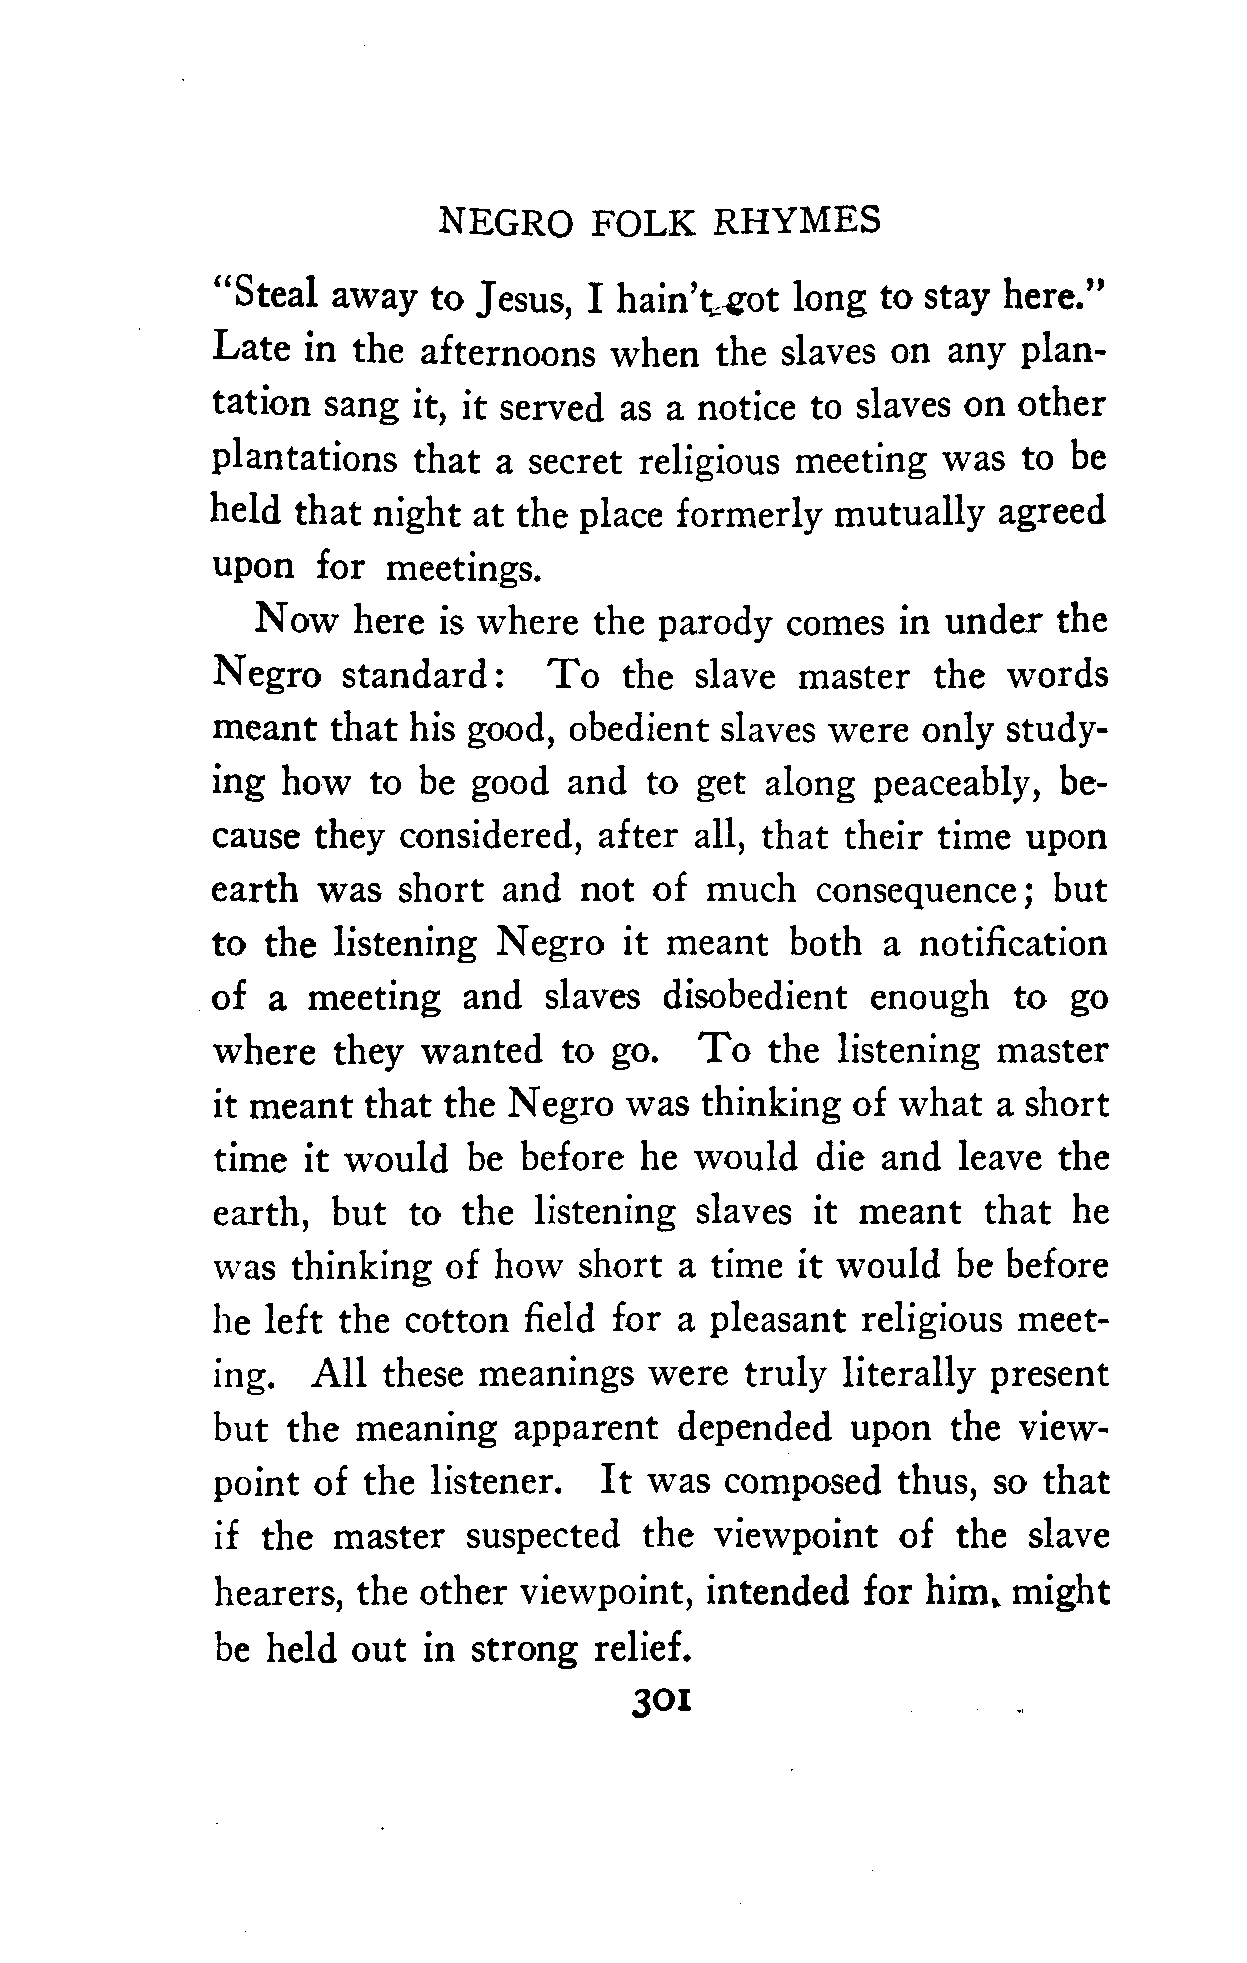 NEGRO FOLK RHYMES
"Steal away to Jesus, I hain't got long to stay here."
Late in the afternoons when the slaves on any plan-
tation sang it, it served as a notice to slaves on other
plantations that a secret religious meeting was to be
held that night at the place formerly mutually agreed
upon for meetings.
Now here is where the parody comes in under the
Negro standard: To the slave master the words
meant that his good, obedient slaves were only study-
ing how to be good and to get along peaceably, be-
cause they considered, after all, that their time upon
earth was short and not of much consequence; but
to the listening Negro it meant both a notification
of a meeting and slaves disobedient enough to go
where they wanted to go. To the listening master
it meant that the Negro was thinking of what a short
time it would be before he would die and leave the
earth, but to the listening slaves it meant that he
was thinking of how short a time it would be before
he left the cotton field for a pleasant religious meet-
ing. All these meanings were truly literally present
but the meaning apparent depended upon the view-
point of the listener. It was composed thus, so that
if the master suspected the viewpoint of the slave
hearers, the other viewpoint, intended for him, might
be held out in strong relief.
301